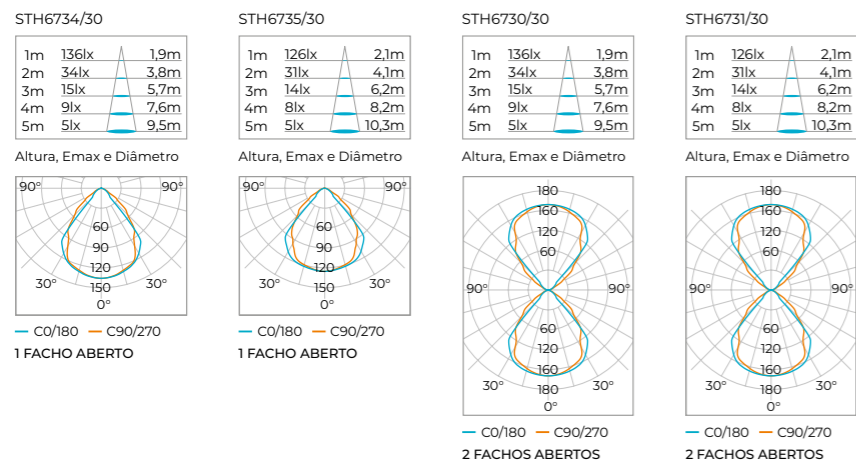 STH6734/30
1m 136lx 1,9m
2m 34lx 3,8m
3m 15lx 5,7m
4m 9lx 7,6m
5m 5lx 9,5m
Altura, Emax e Diâmetro
90° 90°
60
90
120
30° 150 30°
0°
C0/180 C90/270
1 FACHO ABERTO
STH6735/30
1m 126lx 2,1m
2m 31lx 4,1m
3m 14lx 6,2m
4m 8lx 8,2m
5m 5lx 10,3m
Altura, Emax e Diâmetro
90° 90°
60
90
120
30° 150 30°
0°
C0/180 C90/270
1 FACHO ABERTO
STH6730/30
1m 136lx 1,9m
2m 34lx 3,8m
3m 15lx 5,7m
4m 9lx 7,6m
5m 5lx 9,5m
Altura, Emax e Diâmetro
180
160
120
60
90° 90°
60
120
160
30° 180 30°
0°
C0/180 C90/270
2 FACHOS ABERTOS
STH6731/30
1m 126lx 2,1m
2m 31lx 4,1m
3m 14lx 6,2m
4m 8lx 8,2m
5m 5lx 10,3m
Altura, Emax e Diâmetro
180
160
120
60
90° 90°
60
120
160
30° 180 30°
0°
C0/180 C90/270
2 FACHOS ABERTOS